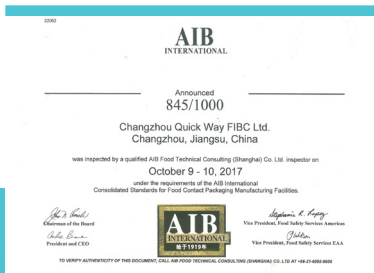 22062
AIB
INTERNATIONAL
Announced
845/1000
Changzhou Quick Way FIBC Ltd.
Changzhou, Jiangsu, China
was inspected by a qualified AIB Food Technical Consulting (Shanghai) Co. Ltd. inspector on
October 9 - 10, 2017
under the requirements of the AIB International
Consolidated Standards for Food Contact Packaging Manufacturing Facilities.
Chairman of the Board
President and CEO
AIB
INTERNATIONAL
始于1919年
Stephanie R. Lopez
Vice President, Food Safety Services Americas
Vice President, Food Safety Services EAA
TO VERIFY AUTHENTICITY OF THIS DOCUMENT, CALL AIB FOOD TECHNICAL CONSULTING (SHANGHAI) CO. LTD AT